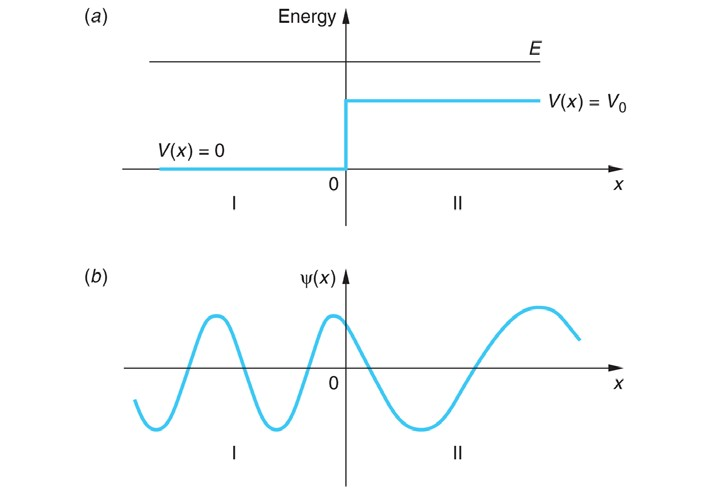 (a)
Energy
E
V(x) = V₀
V(x) = 0
0
x
I
II
(b)
ψ(x)
0
x
I
II